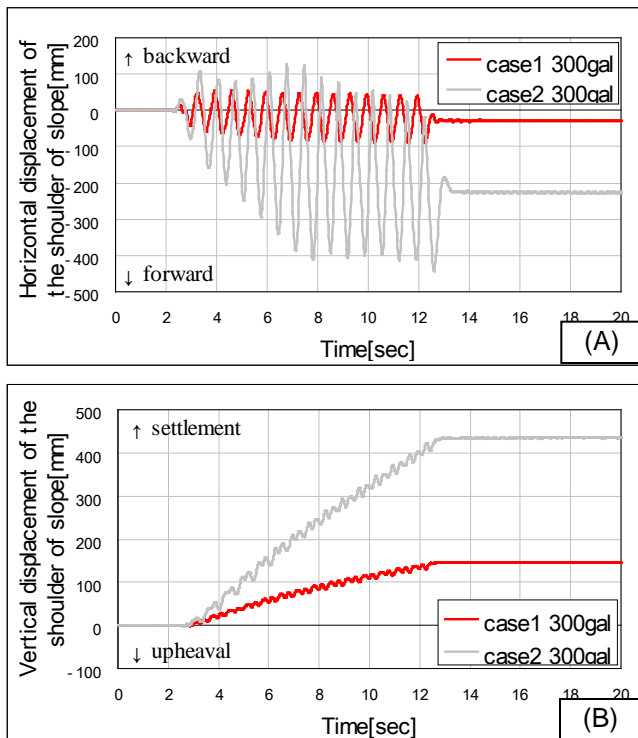 Horizontal displacement of
the shoulder of slope[mm]
200
100
0
-100
-200
-300
-400
-500
↑ backward
↓ forward
case1 300gal
case2 300gal
0 2 4 6 8 10 12 14 16 18 20
Time[sec]
(A)
Vertical displacement of the
shoulder of slope[mm]
500
400
300
200
100
0
-100
↑ settlement
↓ upheaval
case1 300gal
case2 300gal
0 2 4 6 8 10 12 14 16 18 20
Time[sec]
(B)